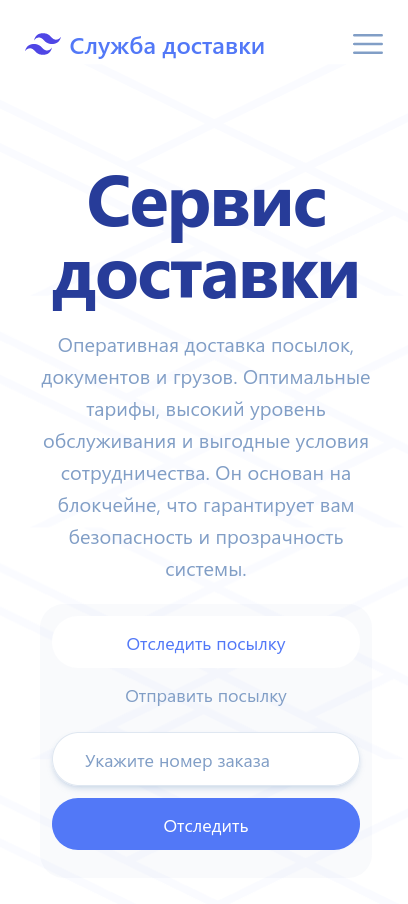 Служба доставки
Сервис
доставки
Оперативная доставка посылок,
документов и грузов. Оптимальные
тарифы, высокий уровень
обслуживания и выгодные условия
сотрудничества. Он основан на
блокчейне, что гарантирует вам
безопасность и прозрачность
системы.
Отследить посылку
Отправить посылку
Укажите номер заказа
Отследить